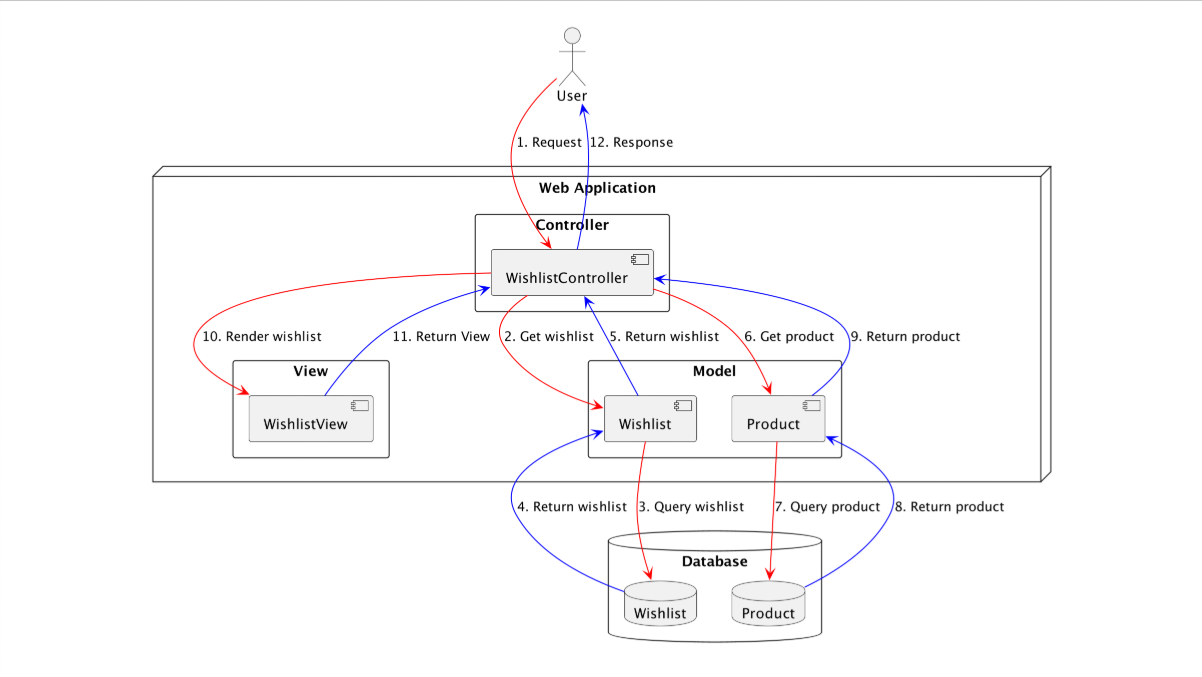 User
1. Request
12. Response
Web Application
Controller
WishlistController
10. Render wishlist
11. Return View
2. Get wishlist
5. Return wishlist
6. Get product
9. Return product
View
Model
WishlistView
Wishlist
Product
4. Return wishlist
3. Query wishlist
7. Query product
8. Return product
Database
Wishlist
Product